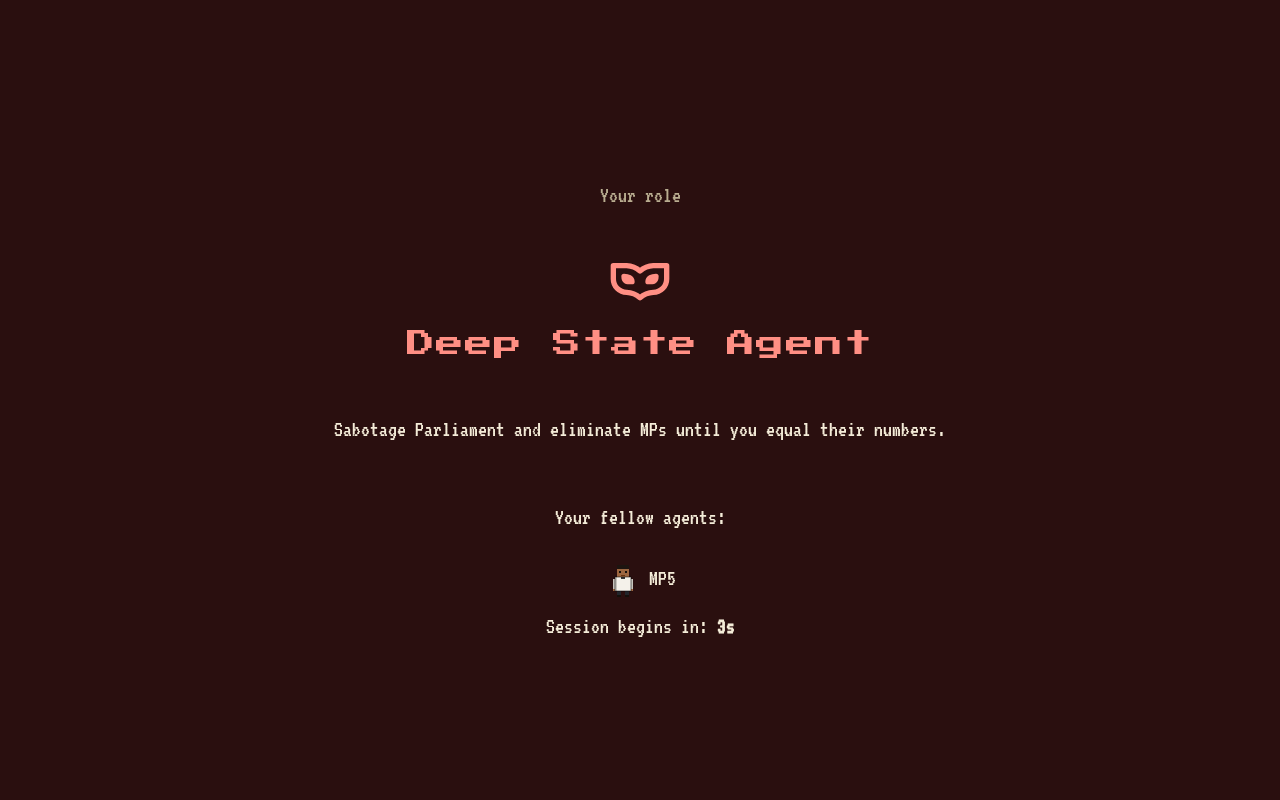 Your role
Deep State Agent
Sabotage Parliament and eliminate MPs until you equal their numbers.
Your fellow agents:
MP5
Session begins in: 3s